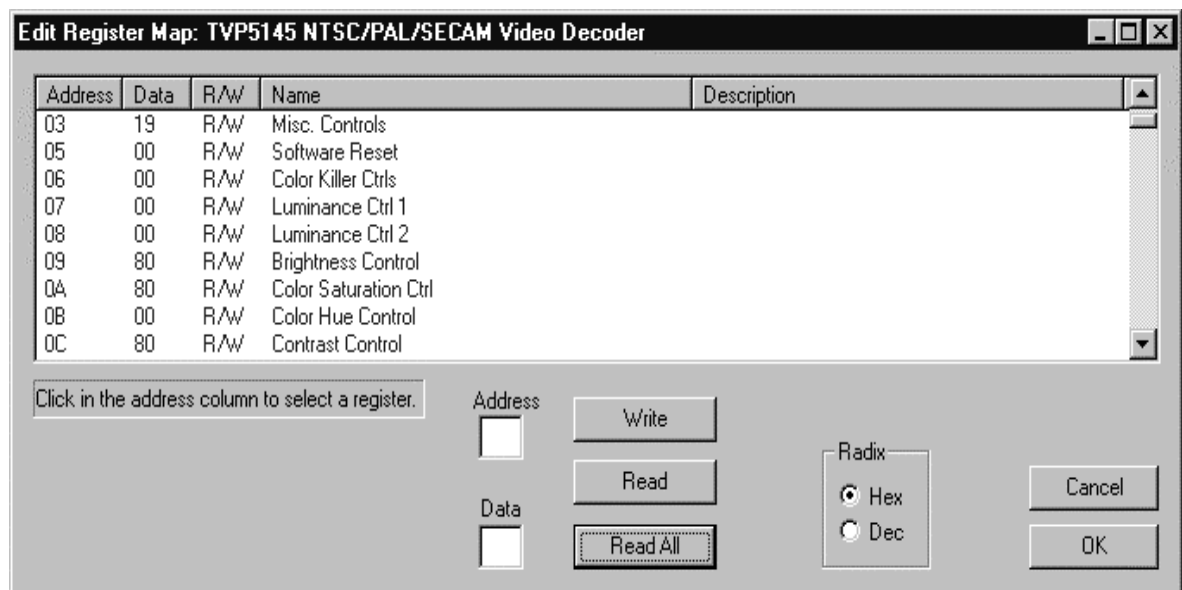 Edit Register Map: TVP5145 NTSC/PAL/SECAM Video Decoder
Address Data R/W Name Description
03 19 R/W Misc. Controls
05 00 R/W Software Reset
06 00 R/W Color Killer Ctrls
07 00 R/W Luminance Ctrl 1
08 00 R/W Luminance Ctrl 2
09 80 R/W Brightness Control
0A 80 R/W Color Saturation Ctrl
0B 00 R/W Color Hue Control
0C 80 R/W Contrast Control
Click in the address column to select a register.
Address
Write
Read
Data
Read All
Radix
Hex
Dec
Cancel
OK